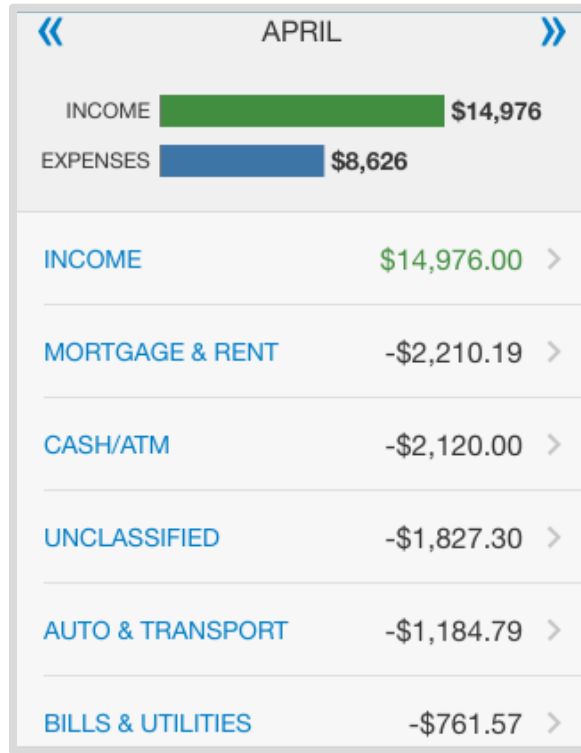 « APRIL »
INCOME $14,976
EXPENSES $8,626
INCOME $14,976.00 >
MORTGAGE & RENT -$2,210.19 >
CASH/ATM -$2,120.00 >
UNCLASSIFIED -$1,827.30 >
AUTO & TRANSPORT -$1,184.79 >
BILLS & UTILITIES -$761.57 >